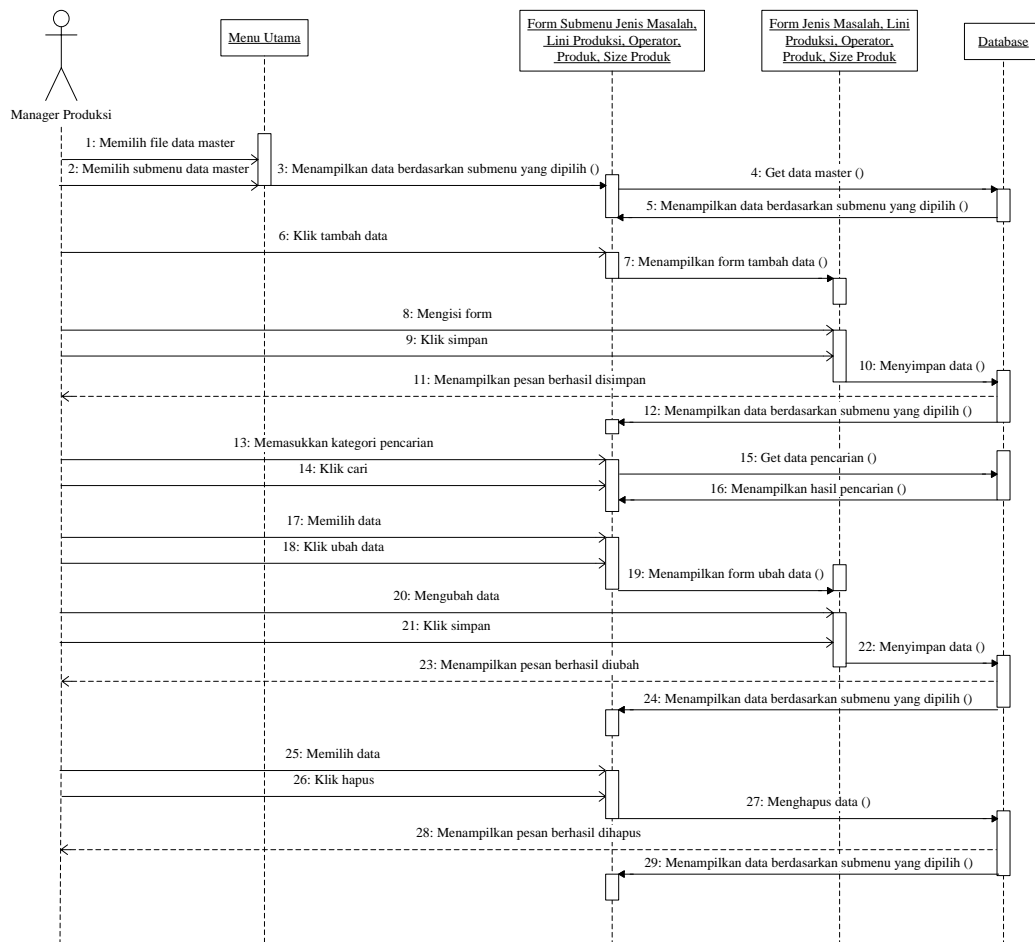 Menu Utama
Form Submenu Jenis Masalah,
Lini Produksi, Operator,
Produk, Size Produk
Form Jenis Masalah, Lini
Produksi, Operator,
Produk, Size Produk
Database
Manager Produksi
1: Memilih file data master
2: Memilih submenu data master
3: Menampilkan data berdasarkan submenu yang dipilih ()
4: Get data master ()
5: Menampilkan data berdasarkan submenu yang dipilih ()
6: Klik tambah data
7: Menampilkan form tambah data ()
8: Mengisi form
9: Klik simpan
10: Menyimpan data ()
11: Menampilkan pesan berhasil disimpan
12: Menampilkan data berdasarkan submenu yang dipilih ()
13: Memasukkan kategori pencarian
14: Klik cari
15: Get data pencarian ()
16: Menampilkan hasil pencarian ()
17: Memilih data
18: Klik ubah data
19: Menampilkan form ubah data ()
20: Mengubah data
21: Klik simpan
22: Menyimpan data ()
23: Menampilkan pesan berhasil diubah
24: Menampilkan data berdasarkan submenu yang dipilih ()
25: Memilih data
26: Klik hapus
27: Menghapus data ()
28: Menampilkan pesan berhasil dihapus
29: Menampilkan data berdasarkan submenu yang dipilih ()